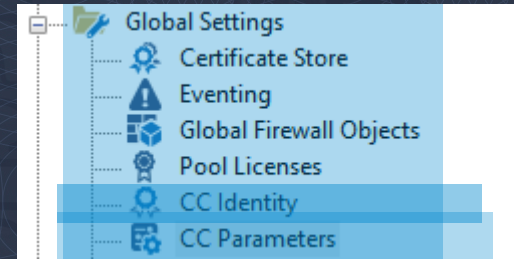 Global Settings
Certificate Store
Eventing
Global Firewall Objects
Pool Licenses
CC Identity
CC Parameters